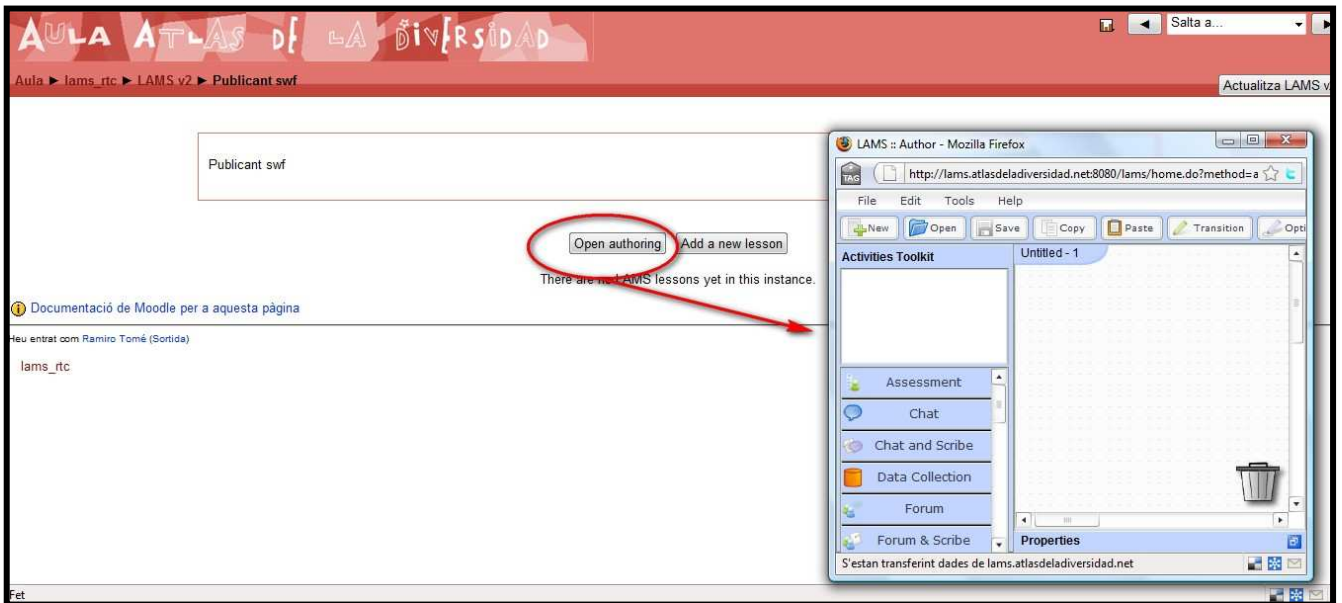 AULA ATLAS DE LA DIVERSIDAD
Salta a...
Aula ► lams_rtc ► LAMS v2 ► Publicant swf
Actualitza LAMS v
Publicant swf
Open authoring
Add a new lesson
There are LAMS lessons yet in this instance.
Documentació de Moodle per a aquesta pàgina
Heu entrat com Ramiro Tomé (Sortida)
lams_rtc
Fet
LAMS :: Author - Mozilla Firefox
TAG
http://lams.atlasdeladiversidad.net:8080/lams/home.do?method=a
File Edit Tools Help
New Open Save Copy Paste Transition Opti
Activities Toolkit
Untitled - 1
Assessment
Chat
Chat and Scribe
Data Collection
Forum
Forum & Scribe
Properties
S'estan transferint dades de lams.atlasdeladiversidad.net